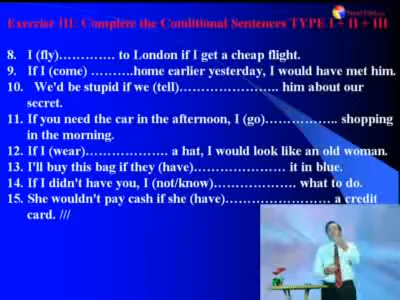 Exercise III: Complete the Conditional Sentences TYPE I + II + III
8. I (fly)…………. to London if I get a cheap flight.
9. If I (come) ……….home earlier yesterday, I would have met him.
10. We'd be stupid if we (tell)………………….. him about our
secret.
11. If you need the car in the afternoon, I (go)…………….. shopping
in the morning.
12. If I (wear)………………. a hat, I would look like an old woman.
13. I'll buy this bag if they (have)………………… it in blue.
14. If I didn't have you, I (not/know)………………. what to do.
15. She wouldn't pay cash if she (have)…………………… a credit
card. ///